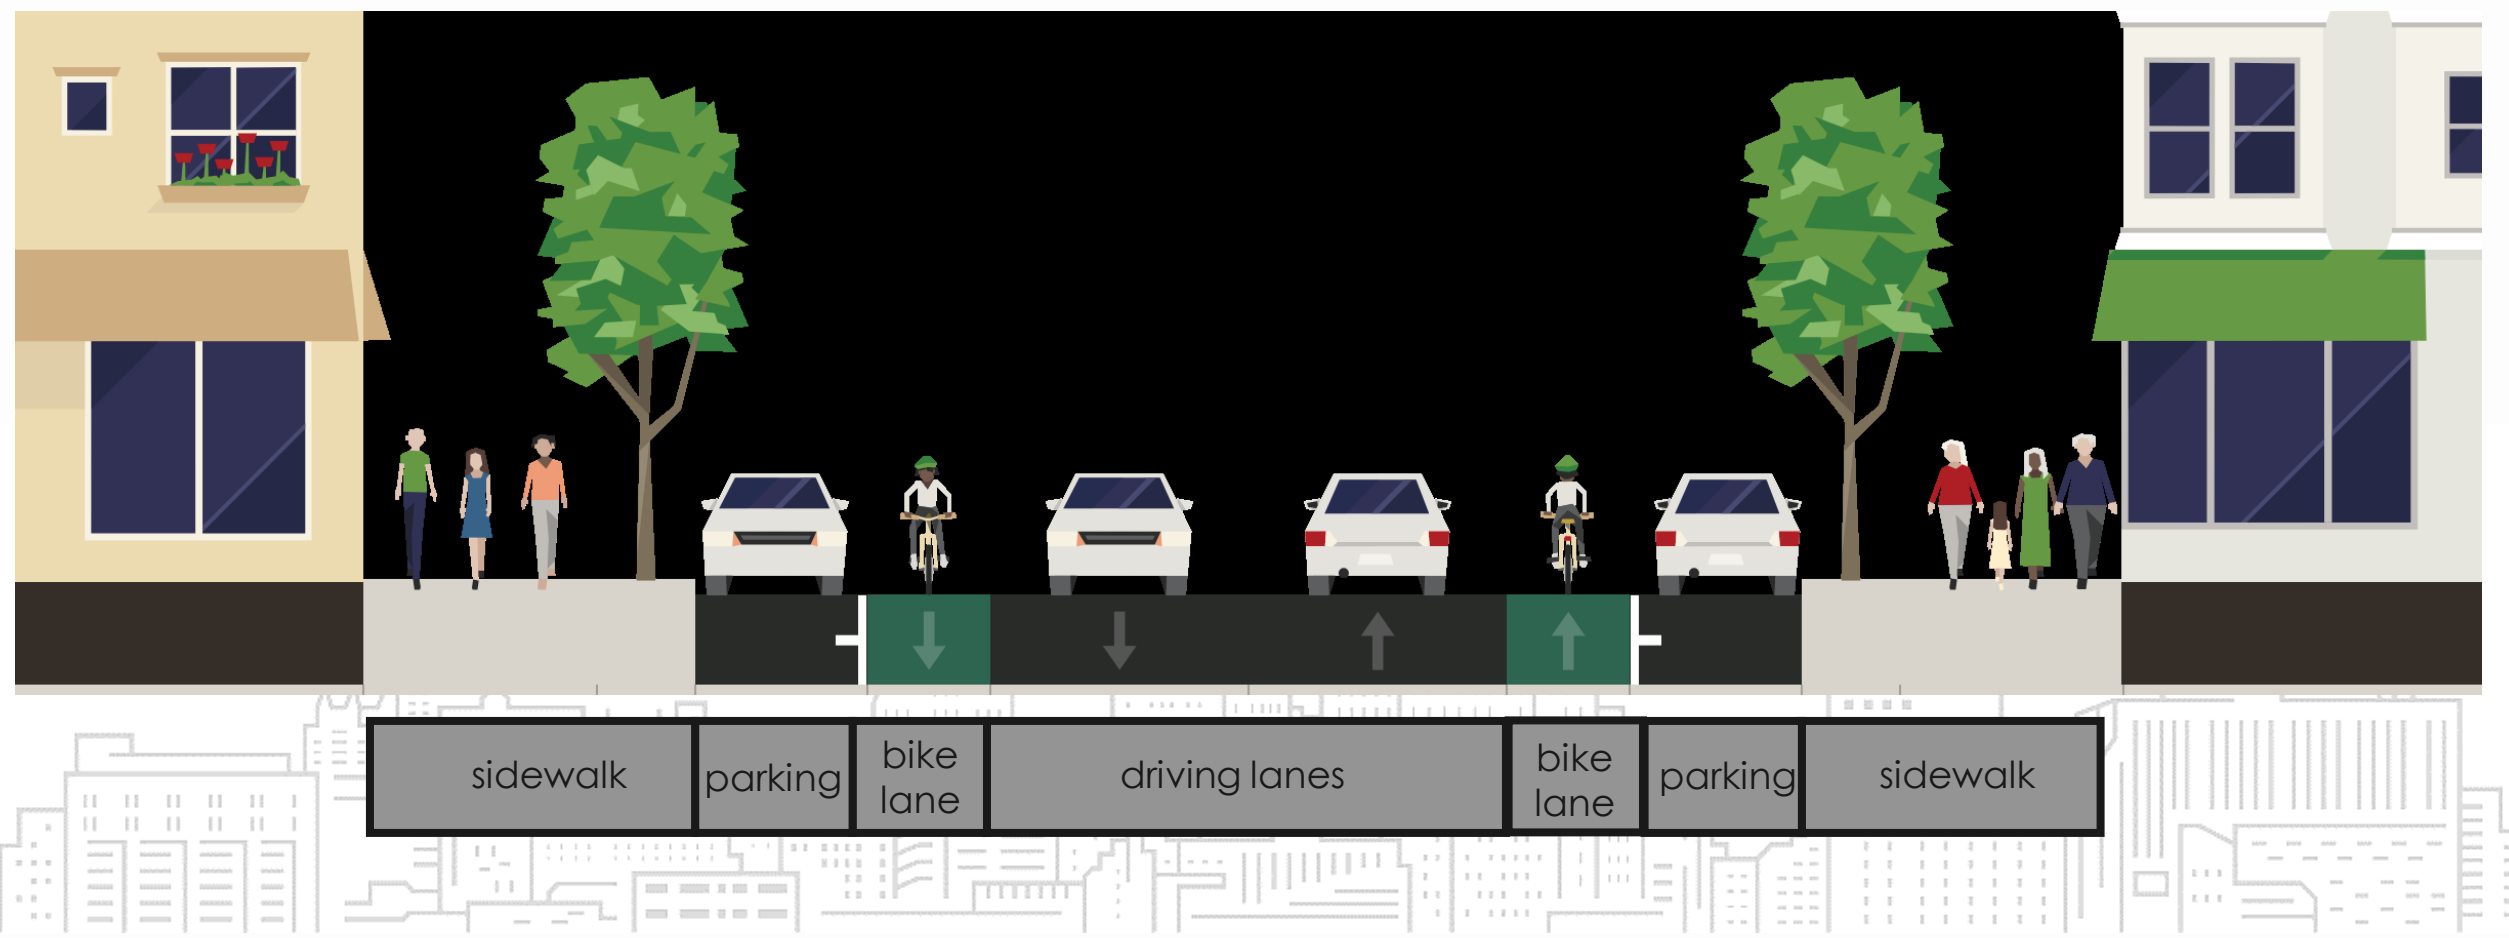 sidewalk
parking
bike
lane
driving lanes
bike
lane
parking
sidewalk